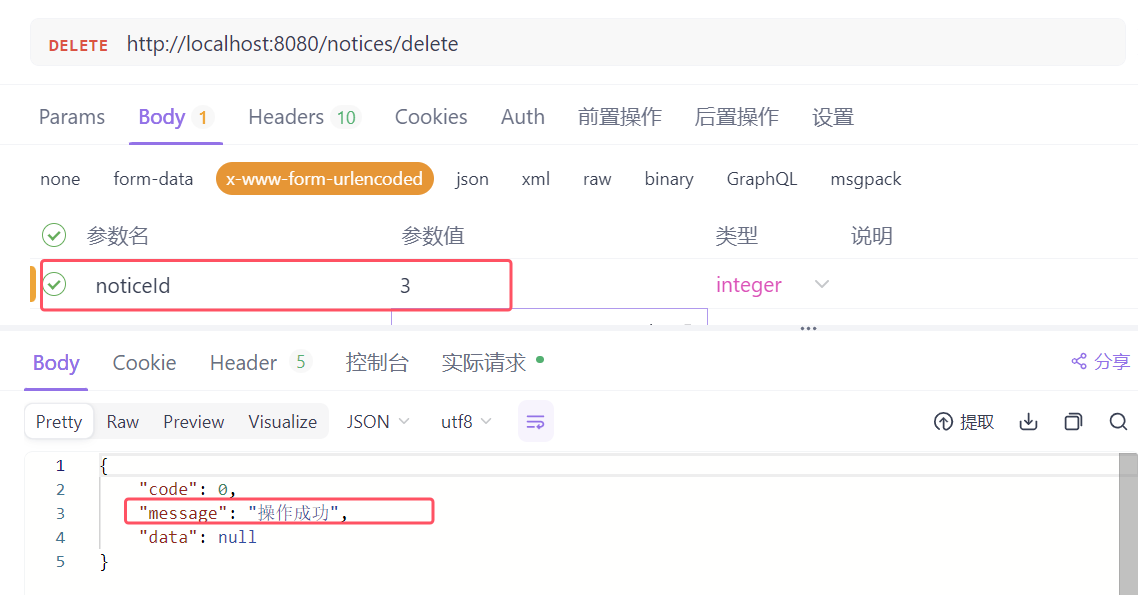 DELETE http://localhost:8080/notices/delete
Params Body 1 Headers 10 Cookies Auth 前置操作 后置操作 设置
none form-data x-www-form-urlencoded json xml raw binary GraphQL msgpack
参数名 参数值 类型 说明
noticeId 3 integer
Body Cookie Header 5 控制台 实际请求 分享
Pretty Raw Preview Visualize JSON utf8 提取
1 {
2 "code": 0,
3 "message": "操作成功",
4 "data": null
5 }